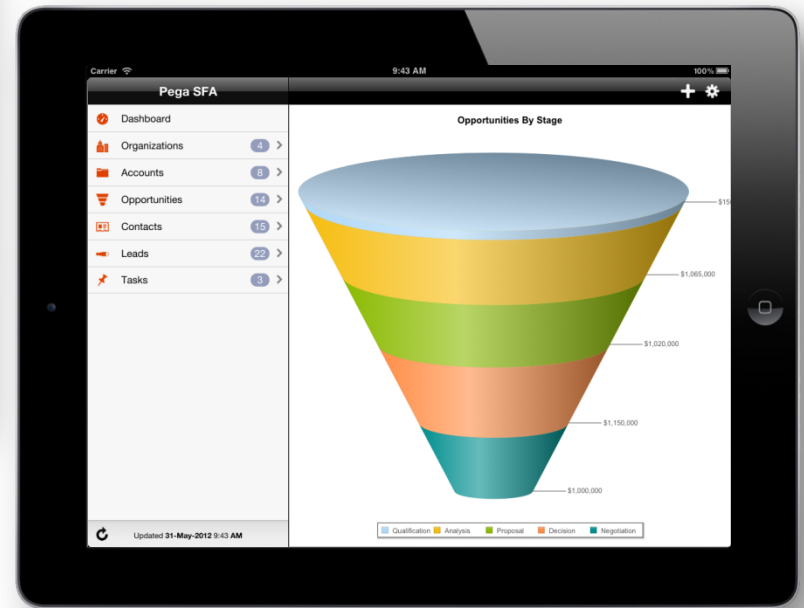 Carrier 9:43 AM 100%
Pega SFA
Dashboard
Organizations 4
Accounts 8
Opportunities 14
Contacts 15
Leads 22
Tasks 3
Updated 31-May-2012 9:43 AM
Opportunities By Stage
$1,065,000
$1,020,000
$1,150,000
$1,000,000
Qualification Analysis Proposal Decision Negotiation